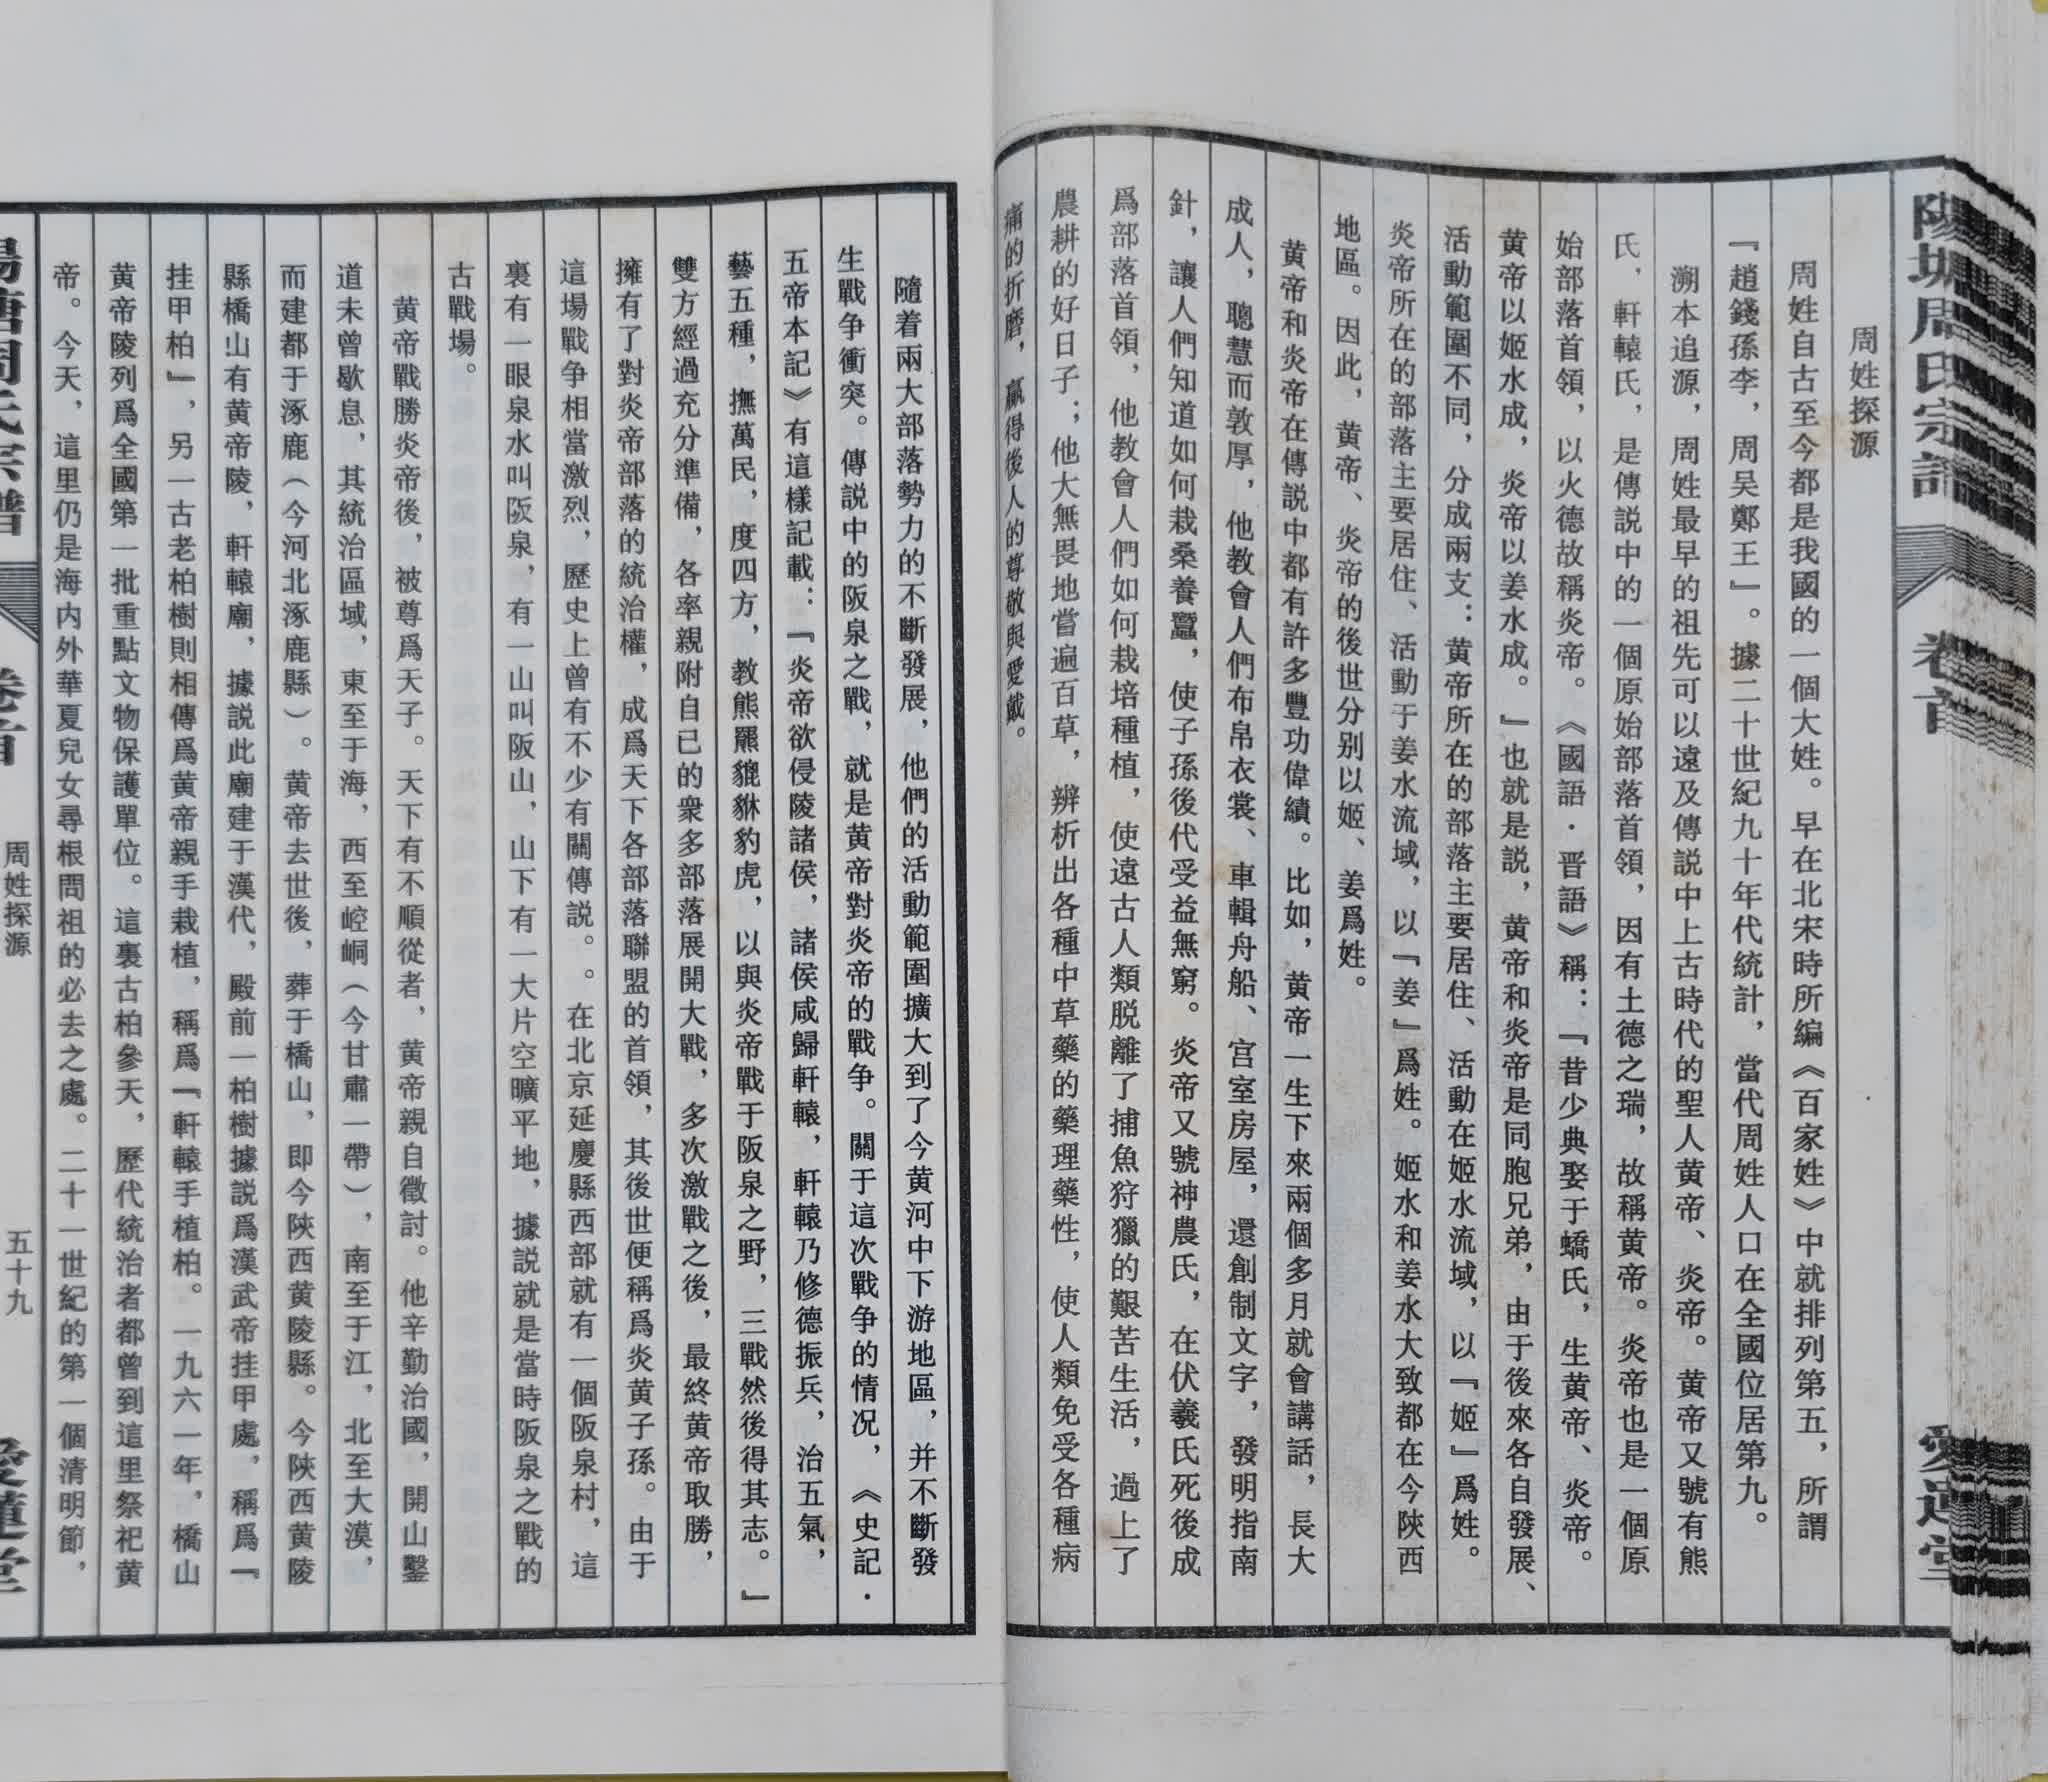 周姓探源
周姓自古至今都是我國的一個大姓。早在北宋時所編《百家姓》中就排列第五，所謂
『趙錢孫李，周吴鄭王』。據二十世紀九十年代統計，當代周姓人口在全國位居第九。
溯本追源，周姓最早的祖先可以遠及傳説中上古時代的聖人黄帝、炎帝。黄帝又號有熊
氏，軒轅氏，是傳説中的一個原始部落首領，因有土德之瑞，故稱黄帝。炎帝也是一個原
始部落首領，以火德故稱炎帝。《國語·晋語》稱：『昔少典娶于蟜氏，生黄帝、炎帝。
黄帝以姬水成，炎帝以姜水成。』也就是説，黄帝和炎帝是同胞兄弟，由于後來各自發展、
活動範圍不同，分成兩支：黄帝所在的部落主要居住、活動在姬水流域，以『姬』爲姓。
炎帝所在的部落主要居住、活動于姜水流域，以『姜』爲姓。姬水和姜水大致都在今陝西
地區。因此，黄帝、炎帝的後世分别以姬、姜爲姓。
黄帝和炎帝在傳説中都有許多豐功偉績。比如，黄帝一生下來兩個多月就會講話，長大
成人，聰慧而敦厚，他教會人們布帛衣裳、車輯舟船、宫室房屋，還創制文字，發明指南
針，讓人們知道如何栽桑養蠶，使子孫後代受益無窮。炎帝又號神農氏，在伏羲氏死後成
爲部落首領，他教會人們如何栽培種植，使遠古人類脱離了捕魚狩獵的艱苦生活，過上了
農耕的好日子；他大無畏地嘗遍百草，辨析出各種中草藥的藥理藥性，使人類免受各種病
痛的折磨，贏得後人的尊敬與愛戴。
隨着兩大部落勢力的不斷發展，他們的活動範圍擴大到了今黄河中下游地區，并不斷發
生戰争衝突。傳説中的阪泉之戰，就是黄帝對炎帝的戰争。關于這次戰争的情況，《史記·
五帝本記》有這樣記載：『炎帝欲侵陵諸侯，諸侯咸歸軒轅，軒轅乃修德振兵，治五氣，
藝五種，撫萬民，度四方，教熊羆貔貅豹虎，以與炎帝戰于阪泉之野，三戰然後得其志。』
雙方經過充分準備，各率親附自已的衆多部落展開大戰，多次激戰之後，最終黄帝取勝，
擁有了對炎帝部落的統治權，成爲天下各部落聯盟的首領，其後世便稱爲炎黄子孫。由于
這場戰争相當激烈，歷史上曾有不少有關傳説。。在北京延慶縣西部就有一個阪泉村，這
裏有一眼泉水叫阪泉，有一山叫阪山，山下有一大片空曠平地，據説就是當時阪泉之戰的
古戰場。
黄帝戰勝炎帝後，被尊爲天子。天下有不順從者，黄帝親自徵討。他辛勤治國，開山鑿
道未曾歇息，其統治區域，東至于海，西至崆峒（今甘肅一帶），南至于江，北至大漠，
而建都于涿鹿（今河北涿鹿縣）。黄帝去世後，葬于橋山，即今陝西黄陵縣。今陝西黄陵
縣橋山有黄帝陵，軒轅廟，據説此廟建于漢代，殿前一柏樹據説爲漢武帝挂甲處，稱爲『
挂甲柏』，另一古老柏樹則相傳爲黄帝親手栽植，稱爲『軒轅手植柏。一九六一年，橋山
黄帝陵列爲全國第一批重點文物保護單位。這裏古柏參天，歷代統治者都曾到這里祭祀黄
帝。今天，這里仍是海内外華夏兒女尋根問祖的必去之處。二十一世紀的第一個清明節，
陽塘周氏宗譜
卷首
周姓探源
五十九
愛蓮堂